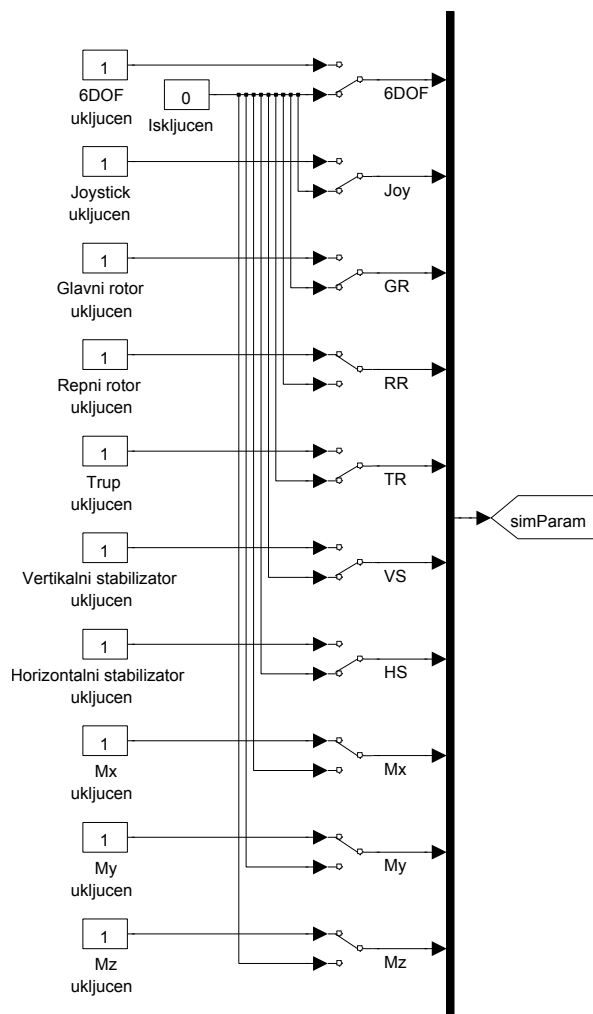 1
6DOF
ukljucen
0
Iskljucen
6DOF
1
Joystick
ukljucen
Joy
1
Glavni rotor
ukljucen
GR
1
Repni rotor
ukljucen
RR
1
Trup
ukljucen
TR
simParam
1
Vertikalni stabilizator
ukljucen
VS
1
Horizontalni stabilizator
ukljucen
HS
1
Mx
ukljucen
Mx
1
My
ukljucen
My
1
Mz
ukljucen
Mz